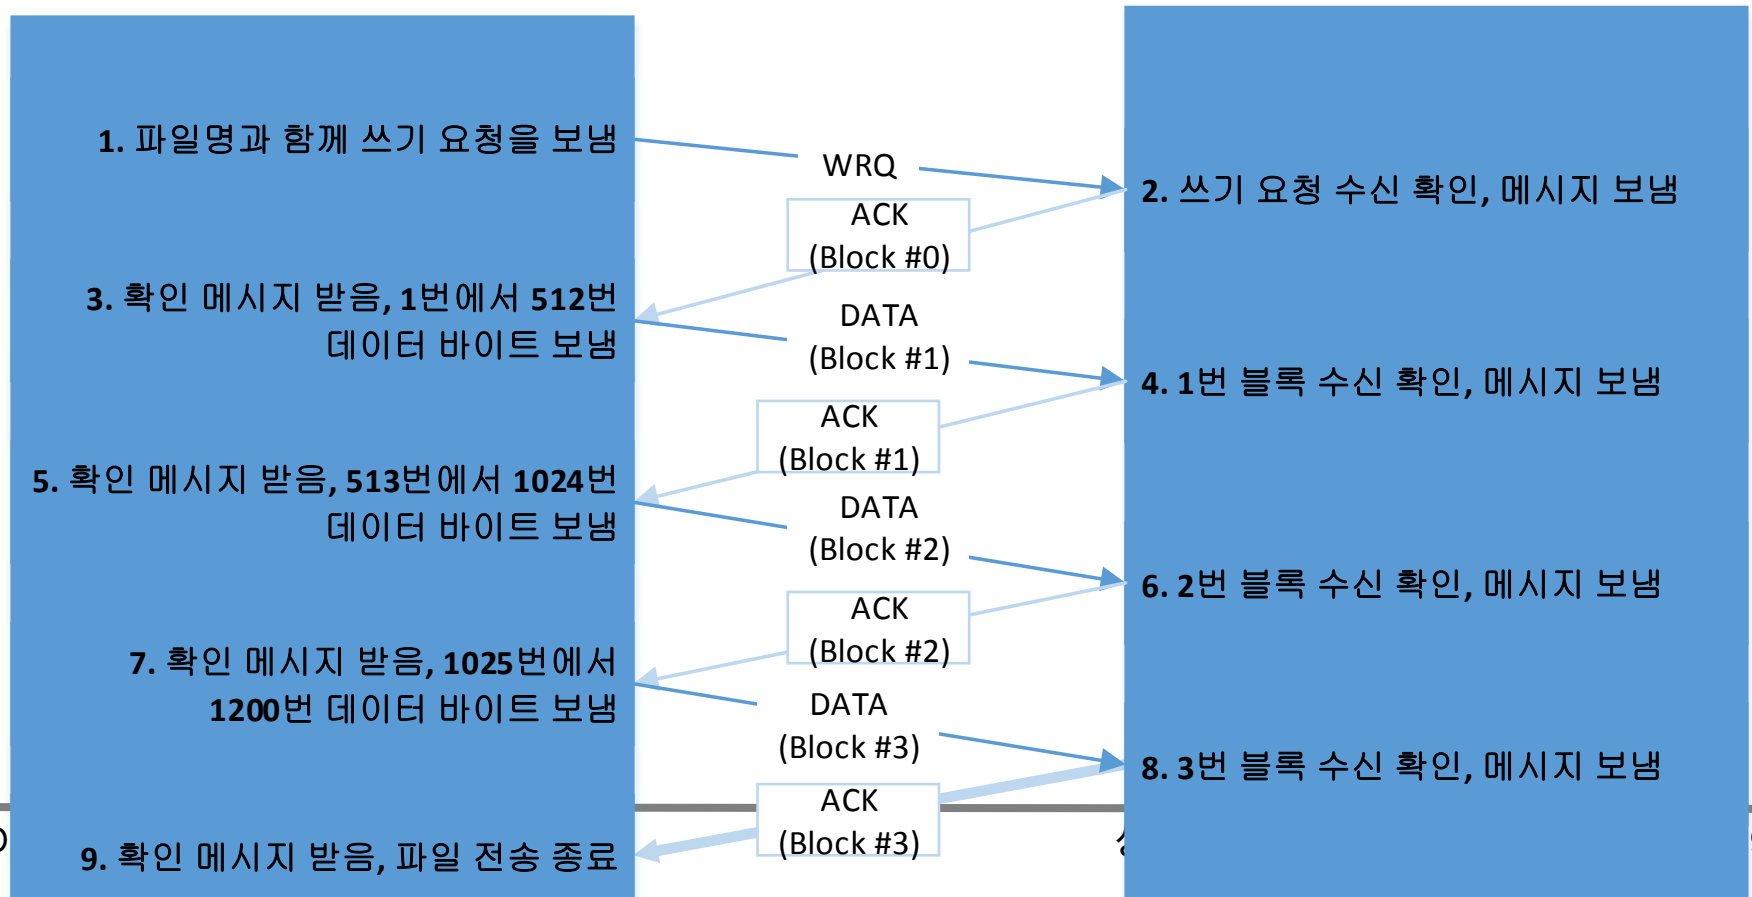 1. 파일명과 함께 쓰기 요청을 보냄
WRQ
2. 쓰기 요청 수신 확인, 메시지 보냄
ACK
(Block #0)
3. 확인 메시지 받음, 1번에서 512번
데이터 바이트 보냄
DATA
(Block #1)
4. 1번 블록 수신 확인, 메시지 보냄
ACK
(Block #1)
5. 확인 메시지 받음, 513번에서 1024번
데이터 바이트 보냄
DATA
(Block #2)
6. 2번 블록 수신 확인, 메시지 보냄
ACK
(Block #2)
7. 확인 메시지 받음, 1025번에서
1200번 데이터 바이트 보냄
DATA
(Block #3)
8. 3번 블록 수신 확인, 메시지 보냄
ACK
(Block #3)
9. 확인 메시지 받음, 파일 전송 종료